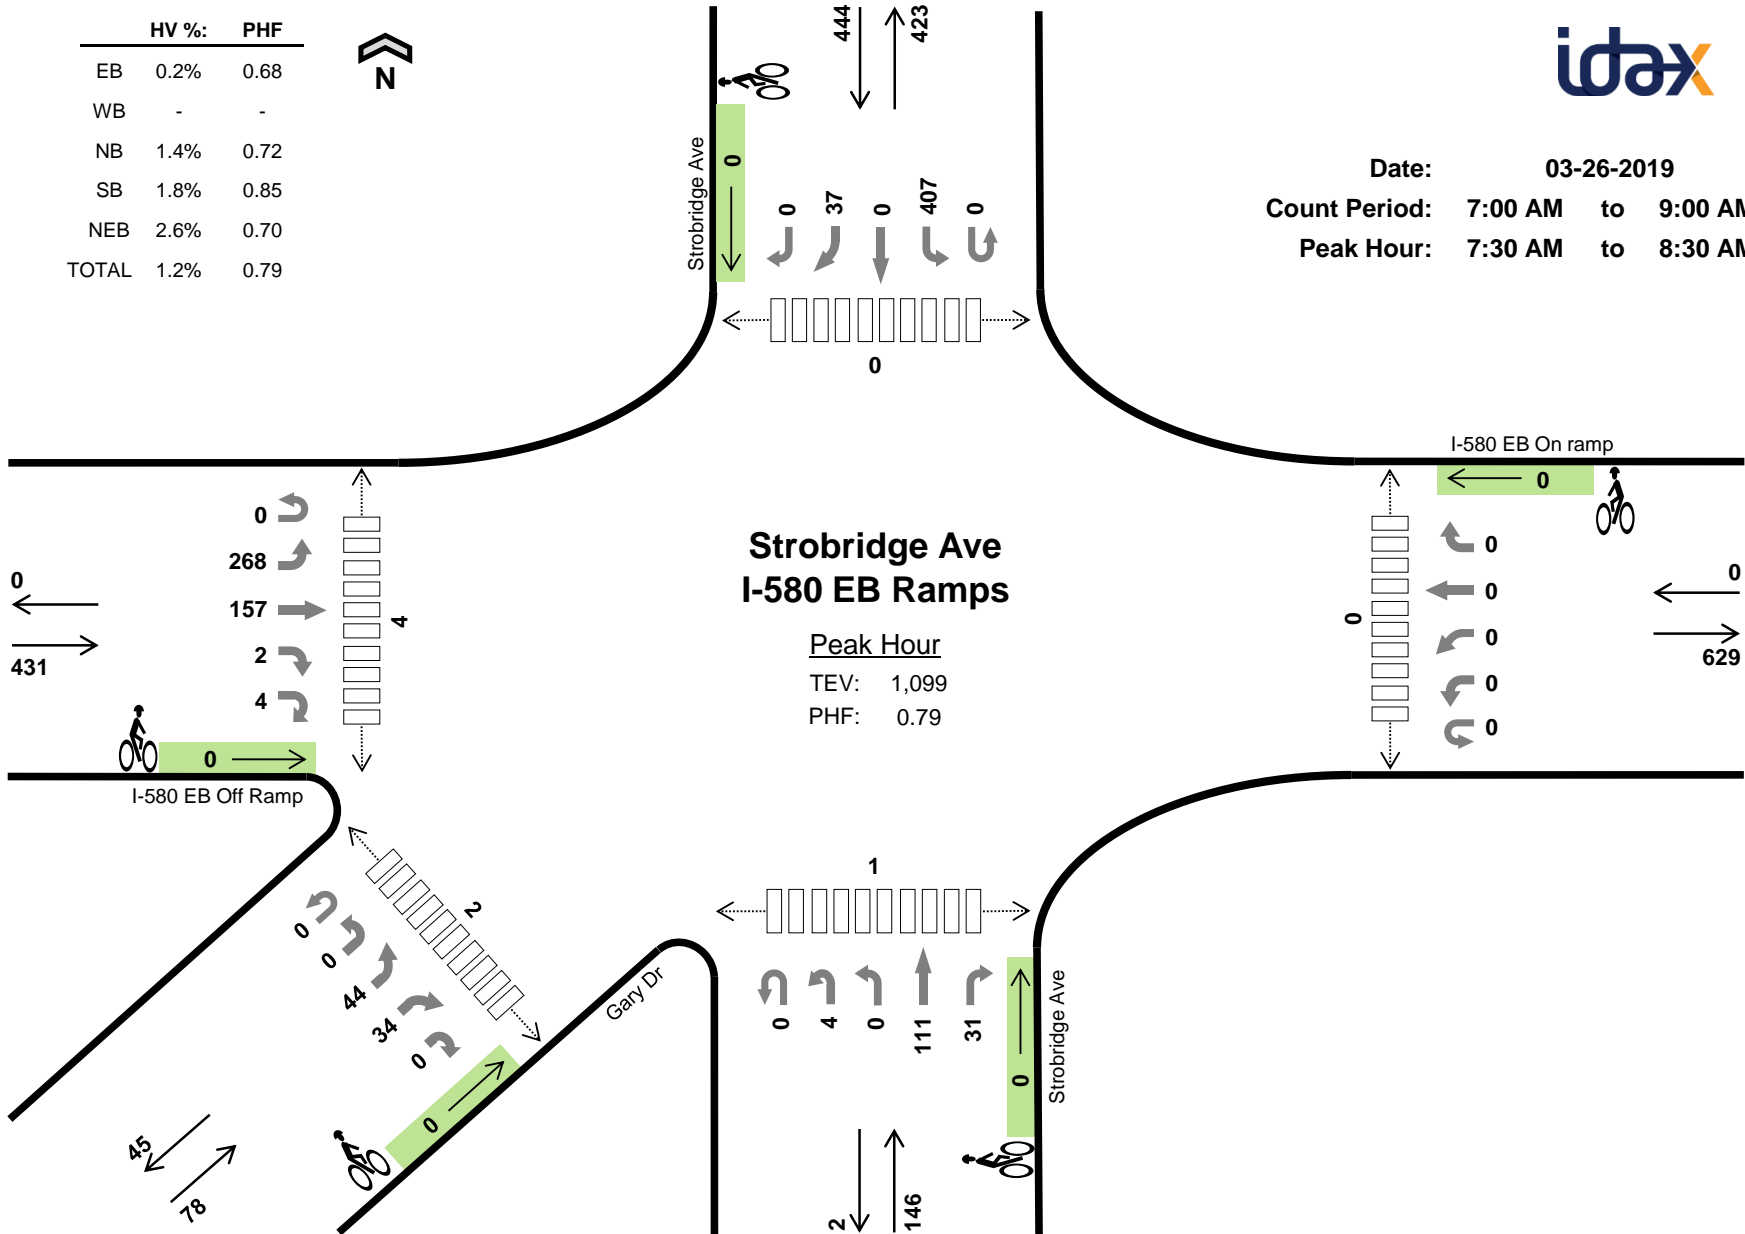 HV %: PHF
EB 0.2% 0.68
WB - -
NB 1.4% 0.72
SB 1.8% 0.85
NEB 2.6% 0.70
TOTAL 1.2% 0.79
N
444
423
idax
Date: 03-26-2019
Count Period: 7:00 AM to 9:00 AM
Peak Hour: 7:30 AM to 8:30 AM
Strobridge Ave
0
0 37 0 407 0
0
I-580 EB On ramp
0
0
268
157
2
4
4
0
431
0
I-580 EB Off Ramp
Strobridge Ave
I-580 EB Ramps
Peak Hour
TEV: 1,099
PHF: 0.79
0
0
0
0
0
0
0
629
2
0
0
44
34
0
Gary Dr
0
45
78
1
0 4 0 111 31
0
Strobridge Ave
2
146